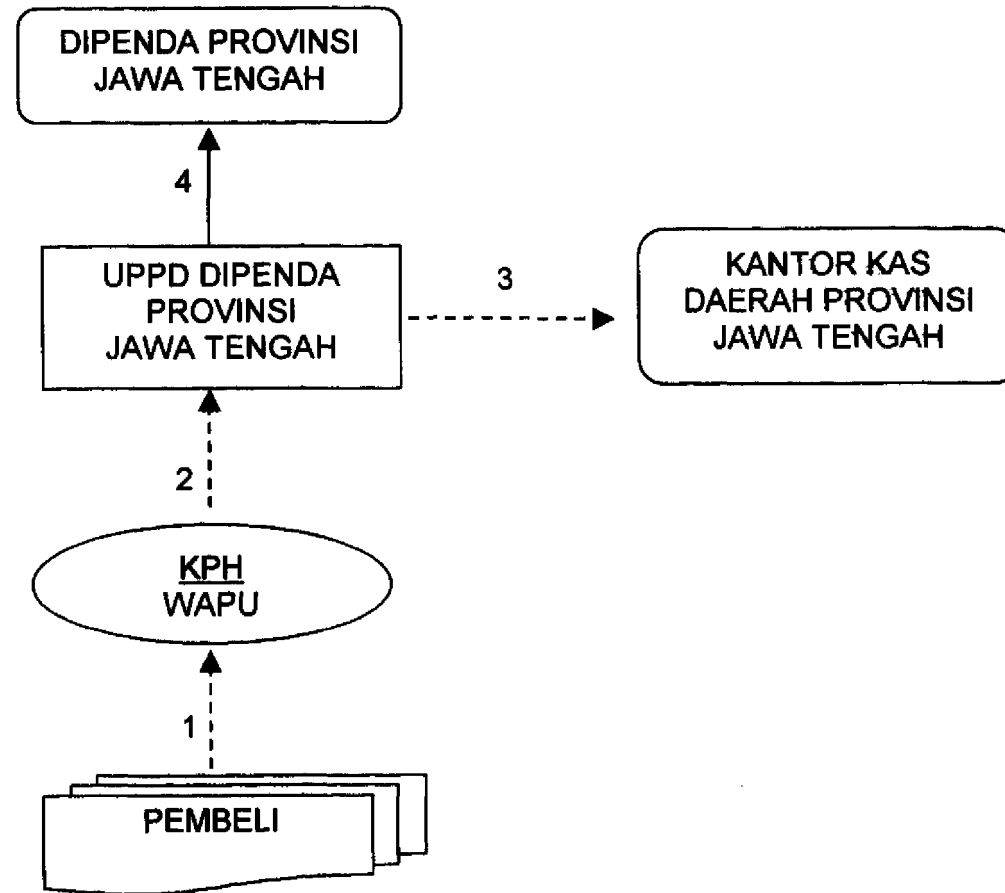 DIPENDA PROVINSI
JAWA TENGAH
4
UPPD DIPENDA
PROVINSI
JAWA TENGAH
3
KANTOR KAS
DAERAH PROVINSI
JAWA TENGAH
2
KPH
WAPU
1
PEMBELI